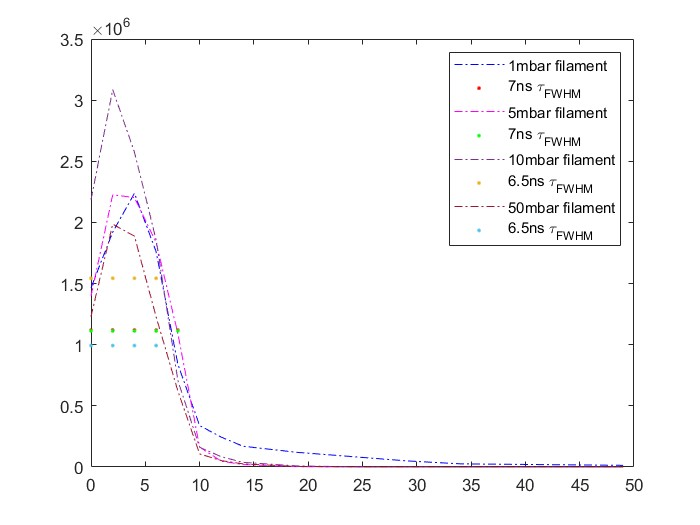 ×10⁶
3.5
3
2.5
2
1.5
1
0.5
0
0 5 10 15 20 25 30 35 40 45 50
1mbar filament
7ns τFWHM
5mbar filament
7ns τFWHM
10mbar filament
6.5ns τFWHM
50mbar filament
6.5ns τFWHM